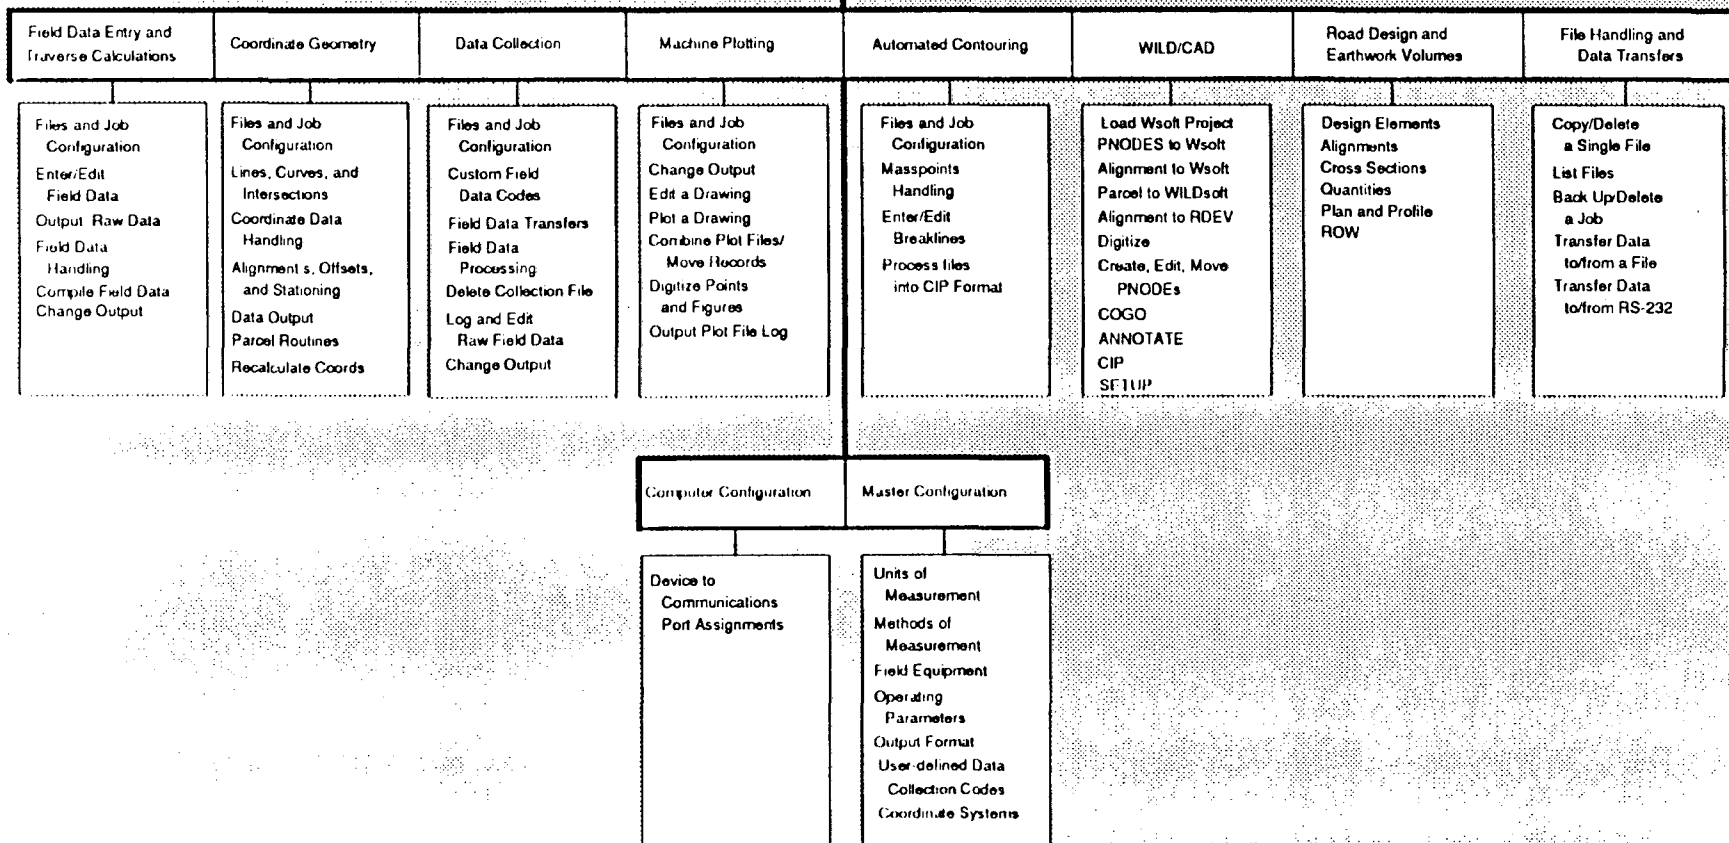 Field Data Entry and
Traverse Calculations
Coordinate Geometry
Data Collection
Machine Plotting
Automated Contouring
WILD/CAD
Road Design and
Earthwork Volumes
File Handling and
Data Transfers
Files and Job
Configuration
Enter/Edit
Field Data
Output Raw Data
Field Data
Handling
Compile Field Data
Change Output
Files and Job
Configuration
Lines, Curves, and
Intersections
Coordinate Data
Handling
Alignment s, Offsets,
and Stationing
Data Output
Parcel Routines
Recalculate Coords
Files and Job
Configuration
Custom Field
Data Codes
Field Data Transfers
Field Data
Processing
Delete Collection File
Log and Edit
Raw Field Data
Change Output
Files and Job
Configuration
Change Output
Edit a Drawing
Plot a Drawing
Combine Plot Files/
Move Records
Digitize Points
and Figures
Output Plot File Log
Files and Job
Configuration
Masspoints
Handling
Enter/Edit
Breaklines
Process files
into CIP Format
Load Wsoft Project
PNODES to Wsoft
Alignment to Wsoft
Parcel to WILDsoft
Alignment to RDEV
Digitize
Create, Edit, Move
PNODEs
COGO
ANNOTATE
CIP
SETUP
Design Elements
Alignments
Cross Sections
Quantities
Plan and Profile
ROW
Copy/Delete
a Single File
List Files
Back Up/Delete
a Job
Transfer Data
to/from a File
Transfer Data
to/from RS-232
Computer Configuration
Master Configuration
Device to
Communications
Port Assignments
Units of
Measurement
Methods of
Measurement
Field Equipment
Operating
Parameters
Output Format
User-defined Data
Collection Codes
Coordinate Systems